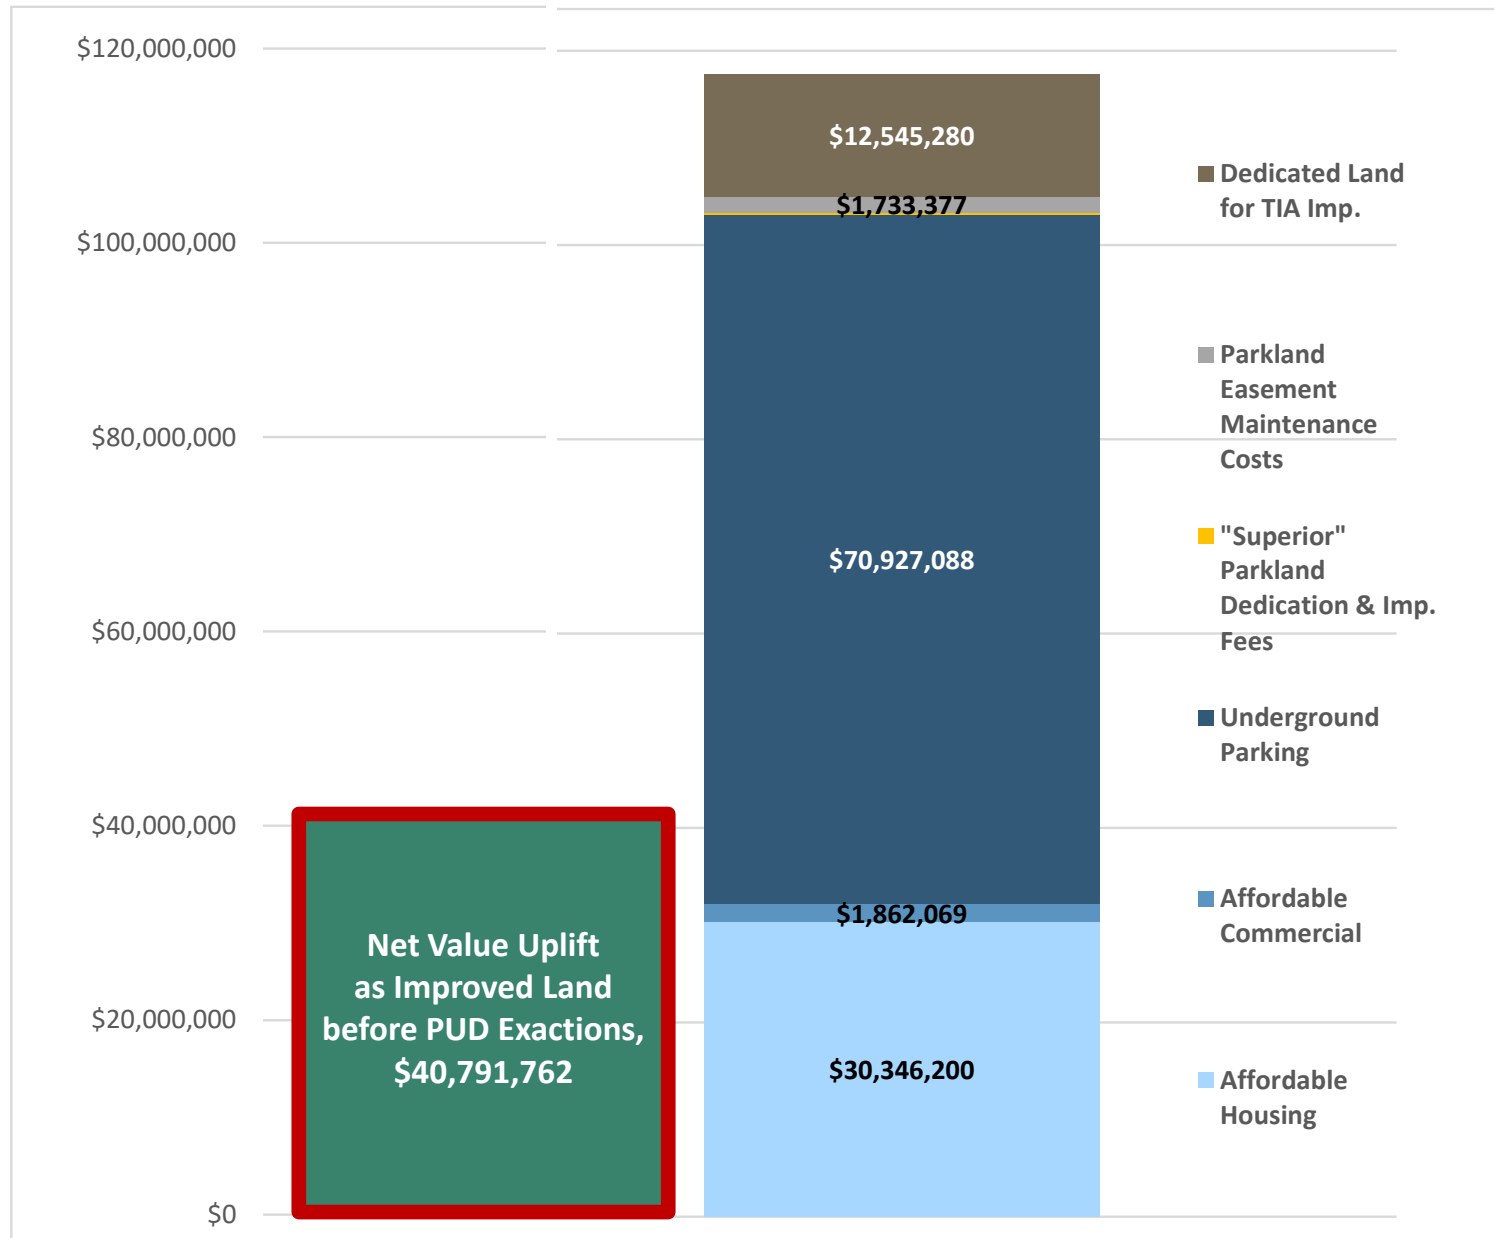 $120,000,000
$100,000,000
$80,000,000
$60,000,000
$40,000,000
$20,000,000
$0
Net Value Uplift
as Improved Land
before PUD Exactions,
$40,791,762
$12,545,280
$1,733,377
$70,927,088
$1,862,069
$30,346,200
Dedicated Land
for TIA Imp.
Parkland
Easement
Maintenance
Costs
"Superior"
Parkland
Dedication & Imp.
Fees
Underground
Parking
Affordable
Commercial
Affordable
Housing